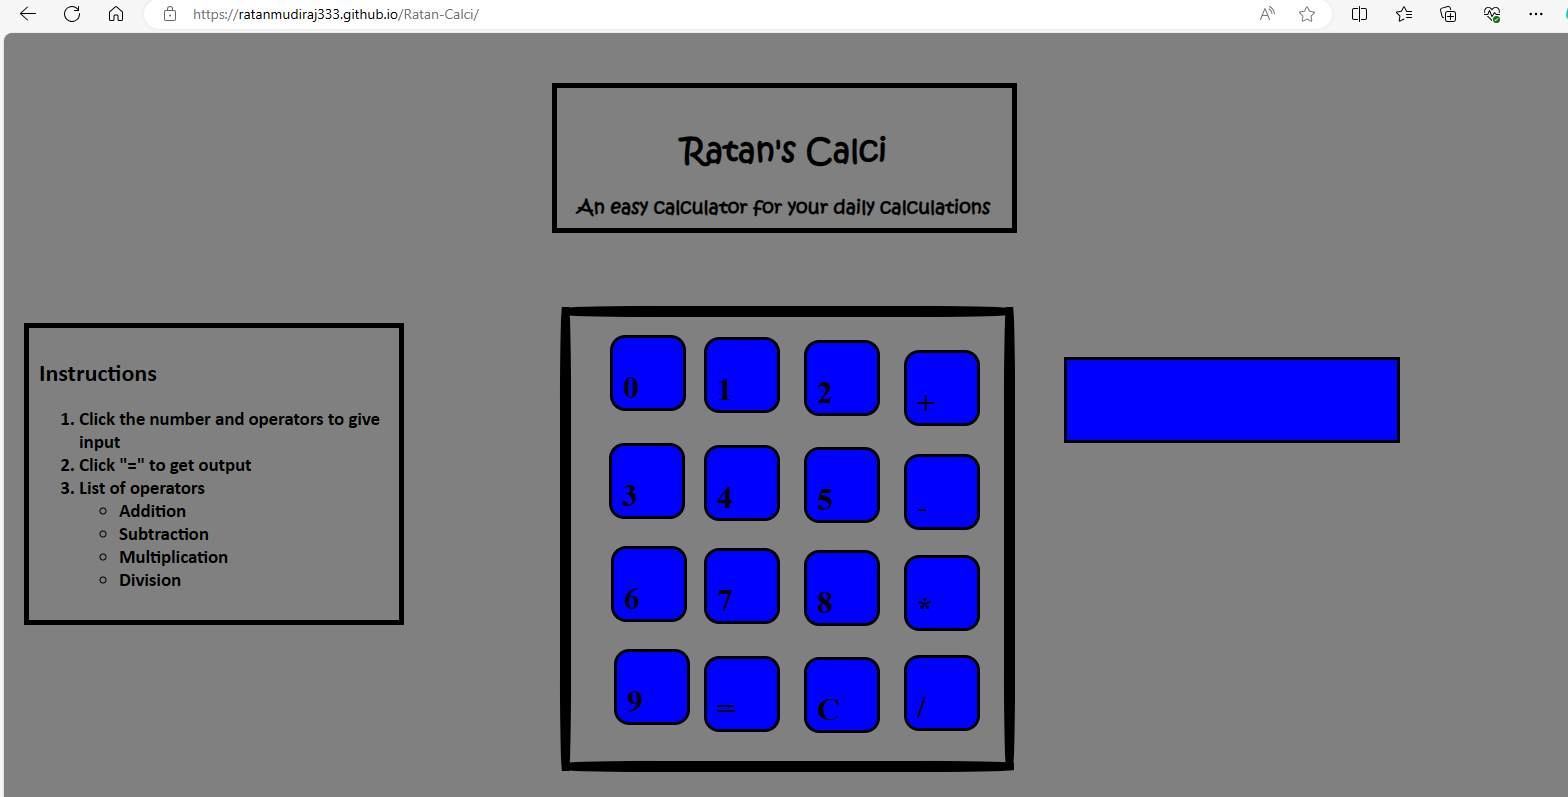 https://ratanmudiraj333.github.io/Ratan-Calci/
Ratan's Calci
An easy calculator for your daily calculations
Instructions
1. Click the number and operators to give
input
2. Click "=" to get output
3. List of operators
Addition
Subtraction
Multiplication
Division
0 1 2 +
3 4 5 -
6 7 8 *
9 = C /